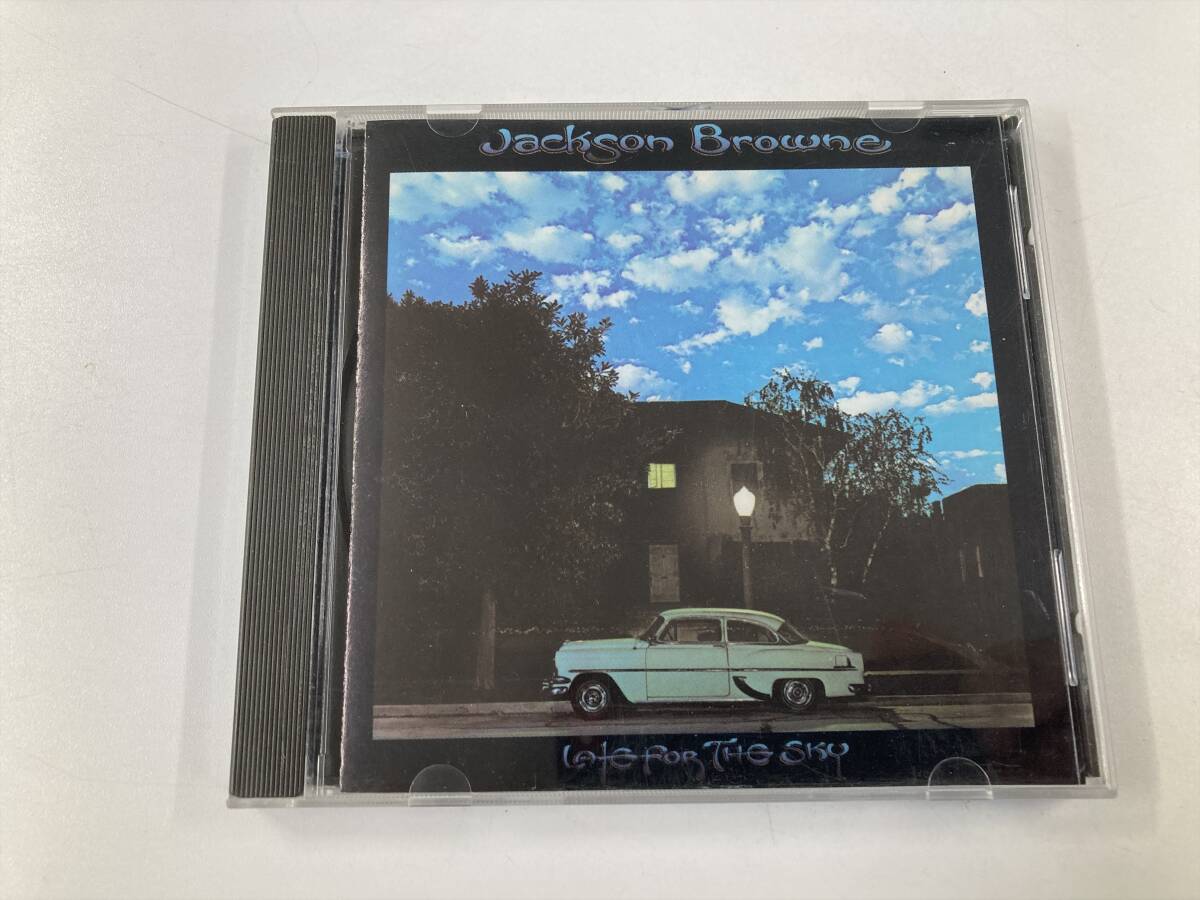 Jackson Browne
Late For The Sky